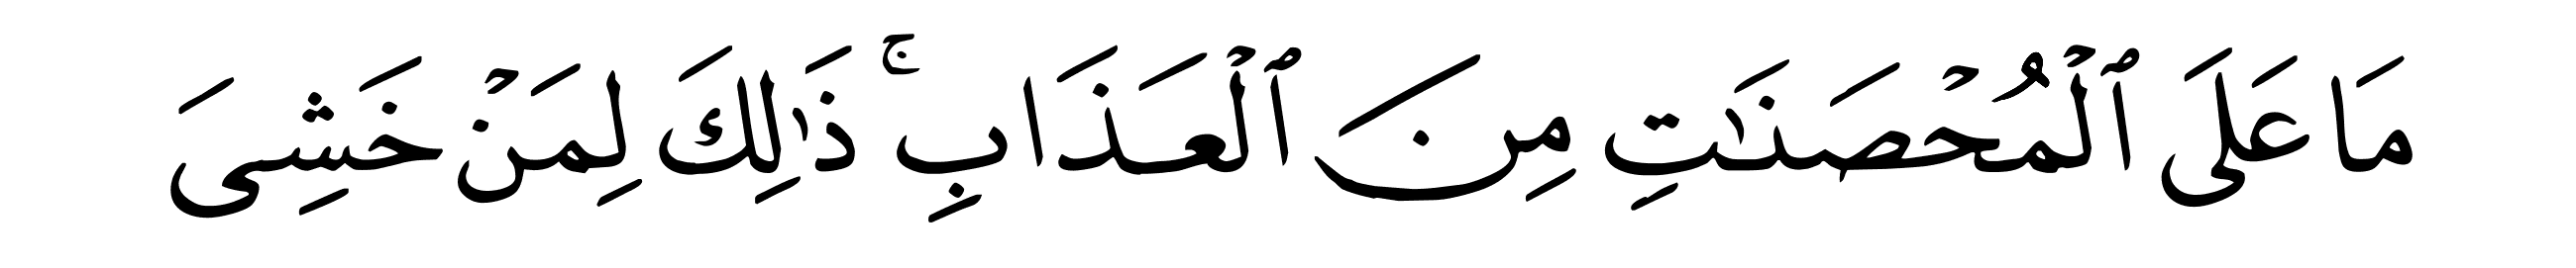 مَا عَلَى ٱلْمُحْصَنَٰتِ مِنَ ٱلْعَذَابِ ۚ ذَٰلِكَ لِمَنْ خَشِىَ